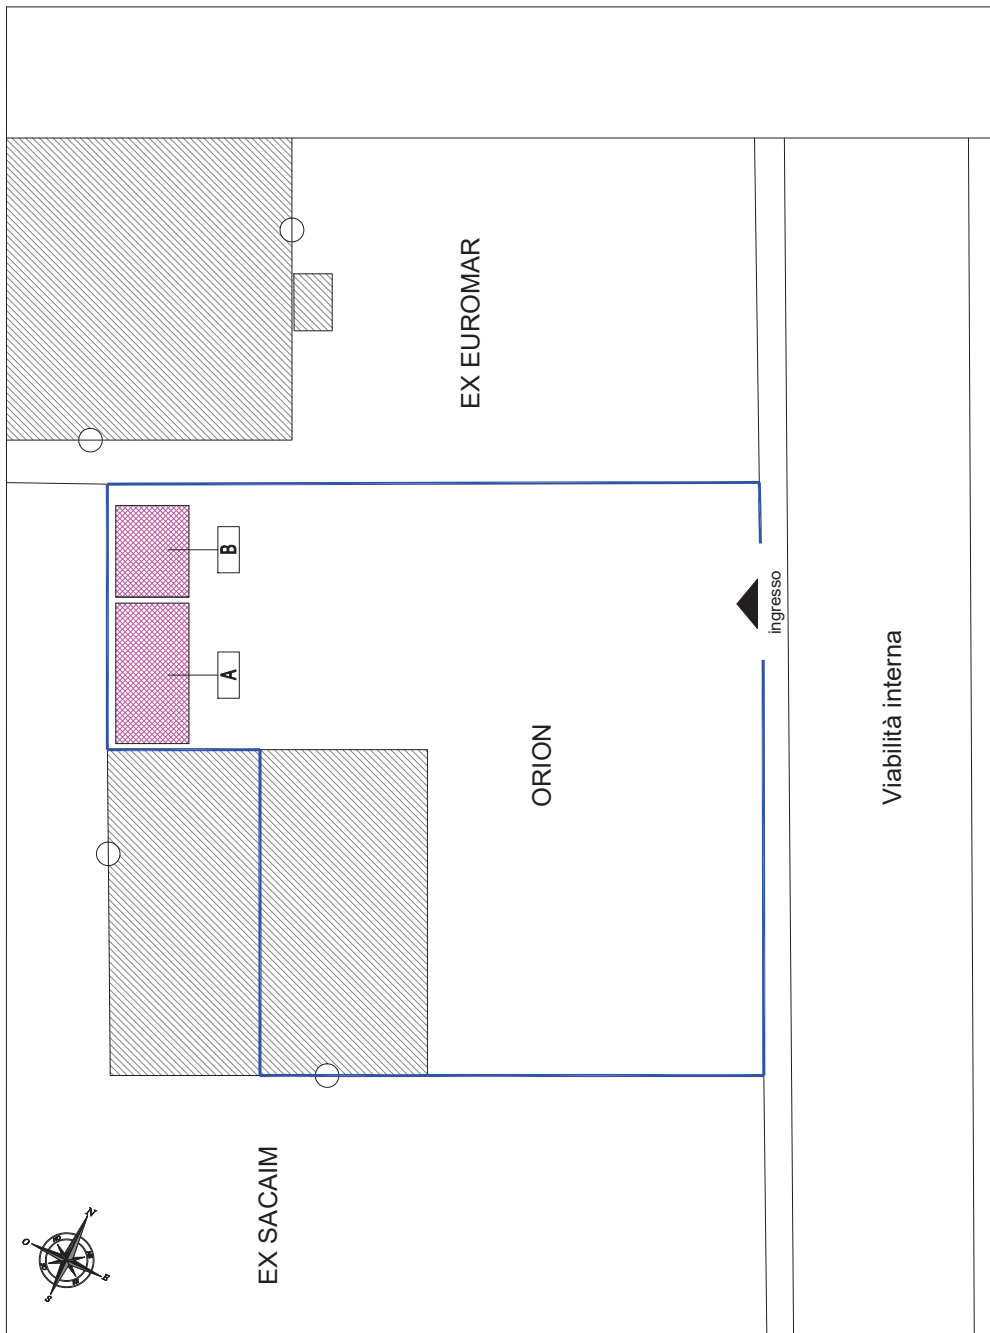 EX EUROMAR
B
A
ingresso
ORION
Viabilità interna
EX SACAIM
N
O
E
S